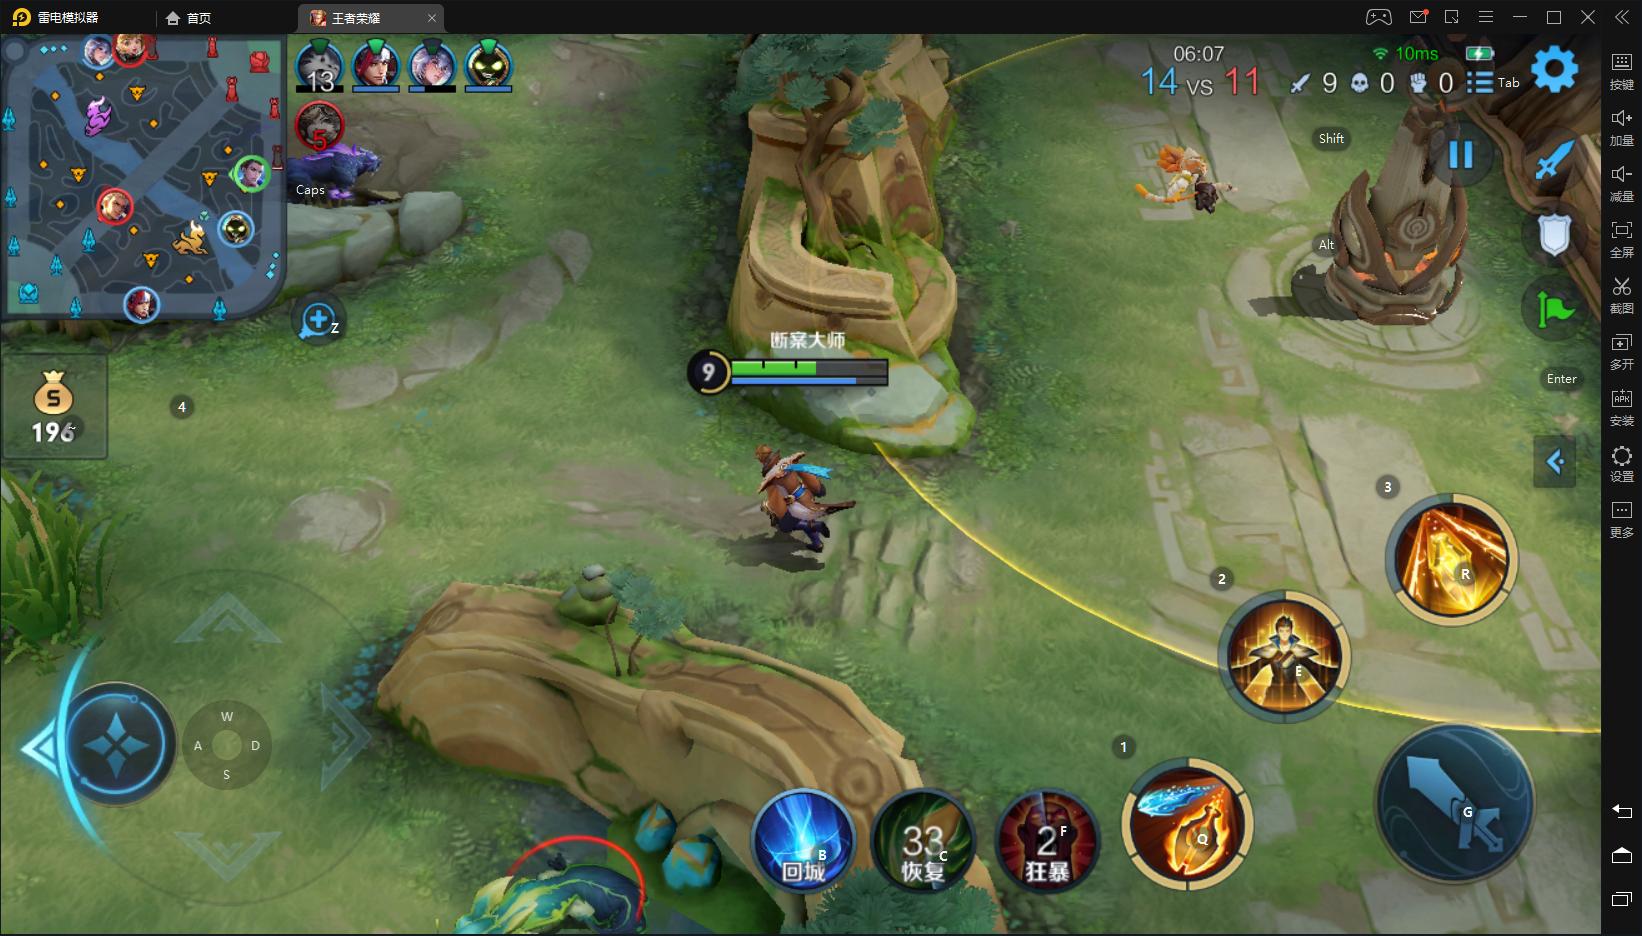 雷电模拟器
首页
王者荣耀
13
5
Caps
06:07
14 vs 11
10ms
9
0
0
Tab
Shift
Alt
Enter
Z
S
196
~
4
断案大师
9
3
R
2
E
1
Q
G
W
A
D
S
B
回城
33
C
恢复
2
F
狂暴
按键
加量
减量
全屏
截图
多开
APK
安装
设置
更多